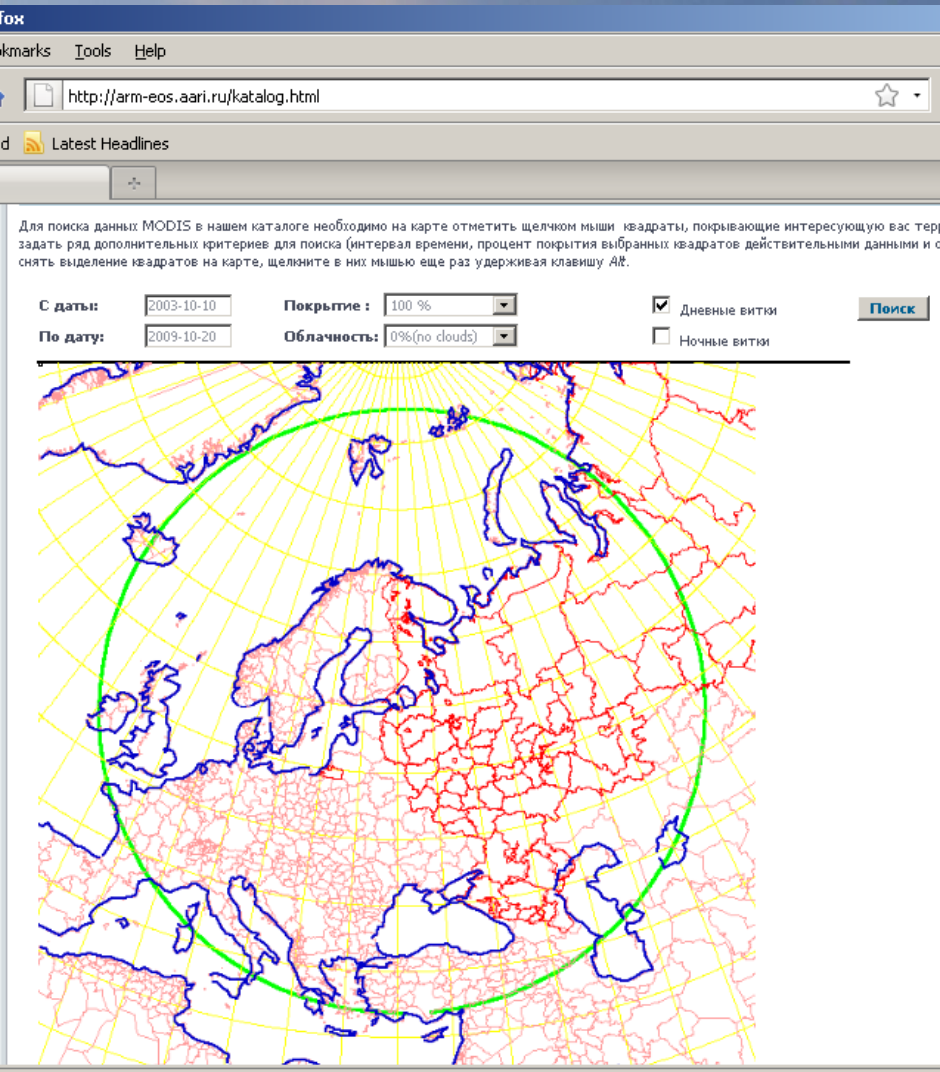 fox
kmarks Tools Help
http://arm-eos.aari.ru/katalog.html
d Latest Headlines
Для поиска данных MODIS в нашем каталоге необходимо на карте отметить щелчком мыши квадраты, покрывающие интересующую вас терр
задать ряд дополнительных критериев для поиска (интервал времени, процент покрытия выбранных квадратов действительными данными и о
снять выделение квадратов на карте, щелкните в них мышью еще раз удерживая клавишу Alt.
С даты: 2003-10-10 Покрытие : 100 % Дневные витки Поиск
По дату: 2009-10-20 Облачность: 0%(no clouds) Ночные витки